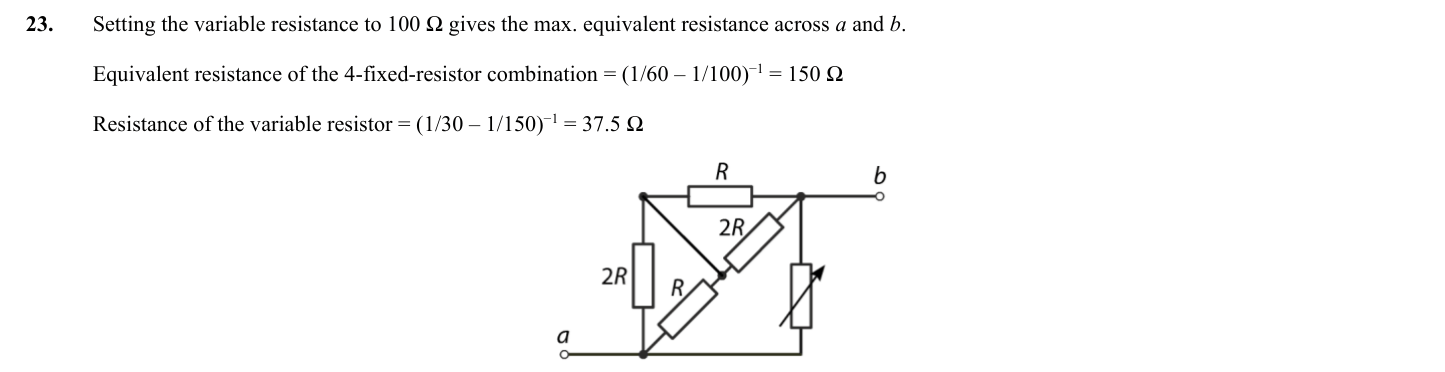 23. Setting the variable resistance to 100 Ω gives the max. equivalent resistance across a and b.
Equivalent resistance of the 4-fixed-resistor combination = (1/60 – 1/100)⁻¹ = 150 Ω
Resistance of the variable resistor = (1/30 – 1/150)⁻¹ = 37.5 Ω
R
b
2R
2R
R
a